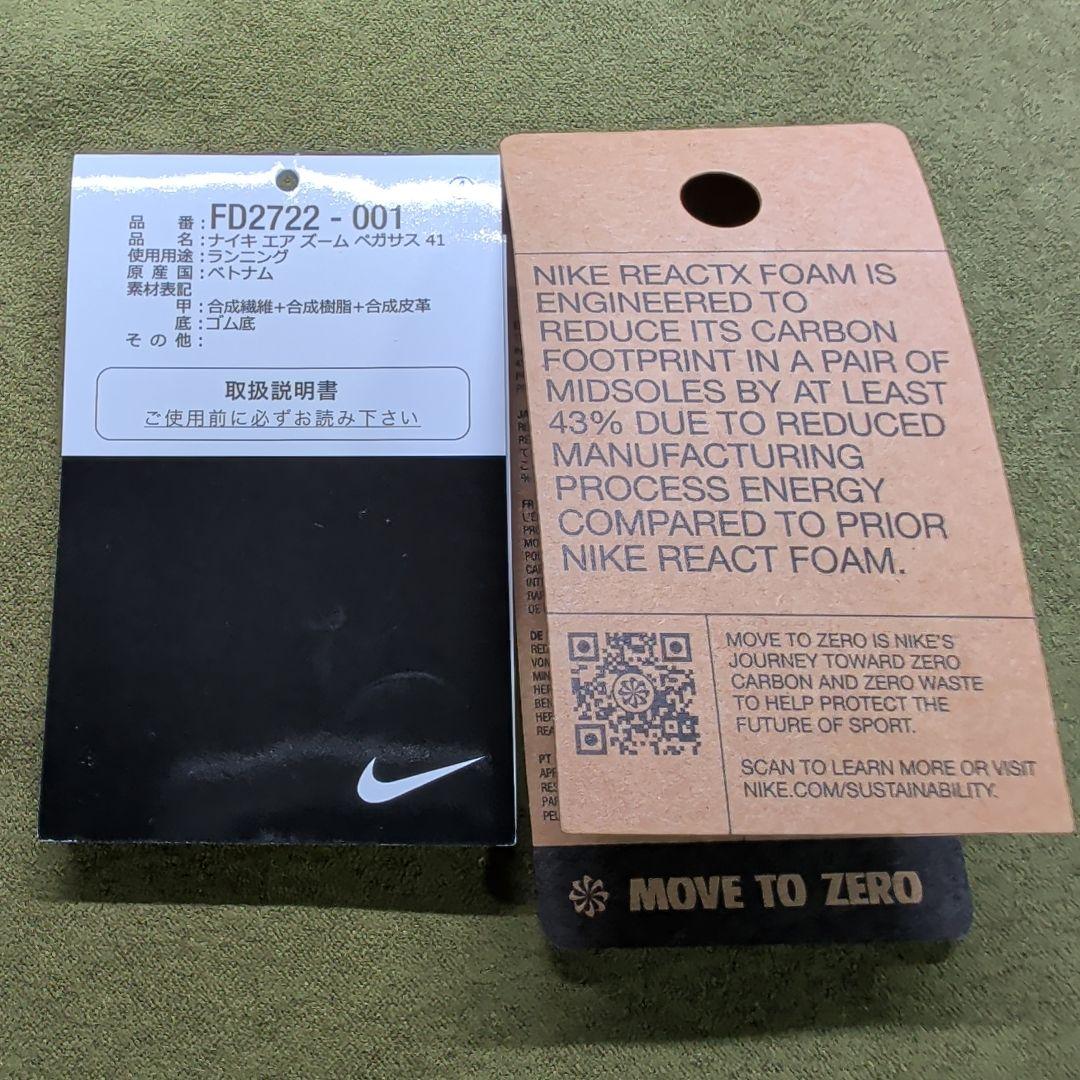 品番：FD2722 - 001
品名：ナイキ エア ズーム ペガサス 41
使用用途：ランニング
原産国：ベトナム
素材表記
甲：合成繊維+合成樹脂+合成皮革
底：ゴム底
その他：
取扱説明書
ご使用前に必ずお読み下さい
NIKE REACTX FOAM IS
ENGINEERED TO
REDUCE ITS CARBON
FOOTPRINT IN A PAIR OF
MIDSOLES BY AT LEAST
43% DUE TO REDUCED
MANUFACTURING
PROCESS ENERGY
COMPARED TO PRIOR
NIKE REACT FOAM.
MOVE TO ZERO IS NIKE'S
JOURNEY TOWARD ZERO
CARBON AND ZERO WASTE
TO HELP PROTECT THE
FUTURE OF SPORT.
SCAN TO LEARN MORE OR VISIT
NIKE.COM/SUSTAINABILITY.
MOVE TO ZERO